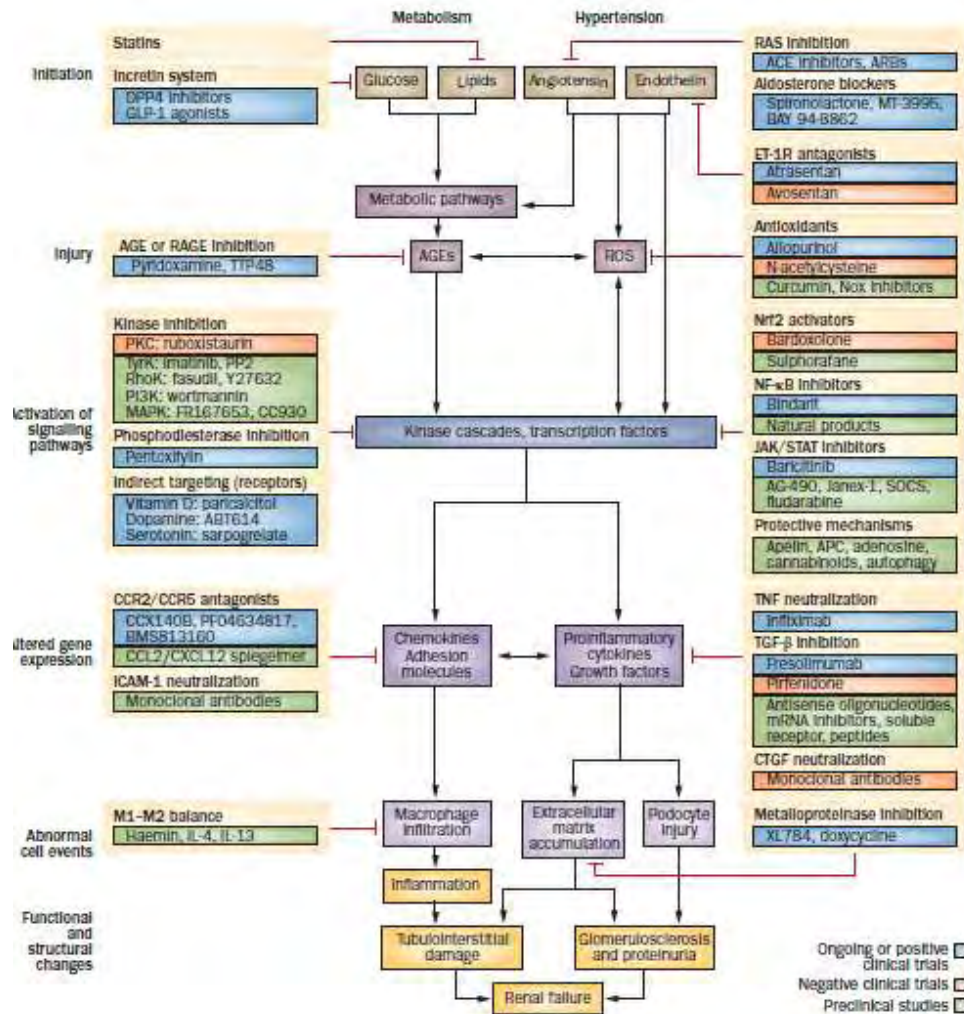 Metabolism
Hypertension
Initiation
Statins
Incretin system
DPP4 inhibitors
GLP-1 agonists
Glucose
Lipids
Angiotensin
Endothelin
RAS inhibition
ACE inhibitors, ARBs
Aldosterone blockers
Spironolactone, MT-3995,
BAY 94-8862
ET-1R antagonists
Atrasentan
Avosentan
Metabolic pathways
Injury
AGE or RAGE inhibition
Pyridoxamine, TTP48
AGEs
ROS
Antioxidants
Allopurinol
N-acetylcysteine
Curcumin, Nox inhibitors
Activation of
signalling
pathways
Kinase inhibition
PKC: ruboxistaurin
TyrK: imatinib, PP2
RhoK: fasudil, Y27632
PI3K: wortmannin
MAPK: FR167653, CC930
Phosphodiesterase inhibition
Pentoxifylin
Indirect targeting (receptors)
Vitamin D: paricalcitol
Dopamine: ABT614
Serotonin: sarpogrelate
Kinase cascades, transcription factors
Nrf2 activators
Bardoxolone
Sulphorafane
NF-κB inhibitors
Bindarit
Natural products
JAK/STAT inhibitors
Baricitinib
AG-490, Janex-1, SOCS,
fludarabine
Protective mechanisms
Apelin, APC, adenosine,
cannabinoids, autophagy
ltered gene
expression
CCR2/CCR5 antagonists
CCX140B, PF04634817,
BMS813160
CCL2/CXCL12 spiegelmer
ICAM-1 neutralization
Monoclonal antibodies
Chemokines
Adhesion
molecules
Proinflammatory
cytokines
Growth factors
TNF neutralization
Infliximab
TGF-β inhibition
Fresolimumab
Pirfenidone
Antisense oligonucleotides,
mRNA inhibitors, soluble
receptor, peptides
CTGF neutralization
Monoclonal antibodies
Abnormal
cell events
M1–M2 balance
Haemin, IL-4, IL-13
Macrophage
infiltration
Extracellular
matrix
accumulation
Podocyte
injury
Metalloproteinase inhibition
XL784, doxycycline
Inflammation
Functional
and
structural
changes
Tubulointerstitial
damage
Glomerulosclerosis
and proteinuria
Renal failure
Ongoing or positive
clinical trials
Negative clinical trials
Preclinical studies